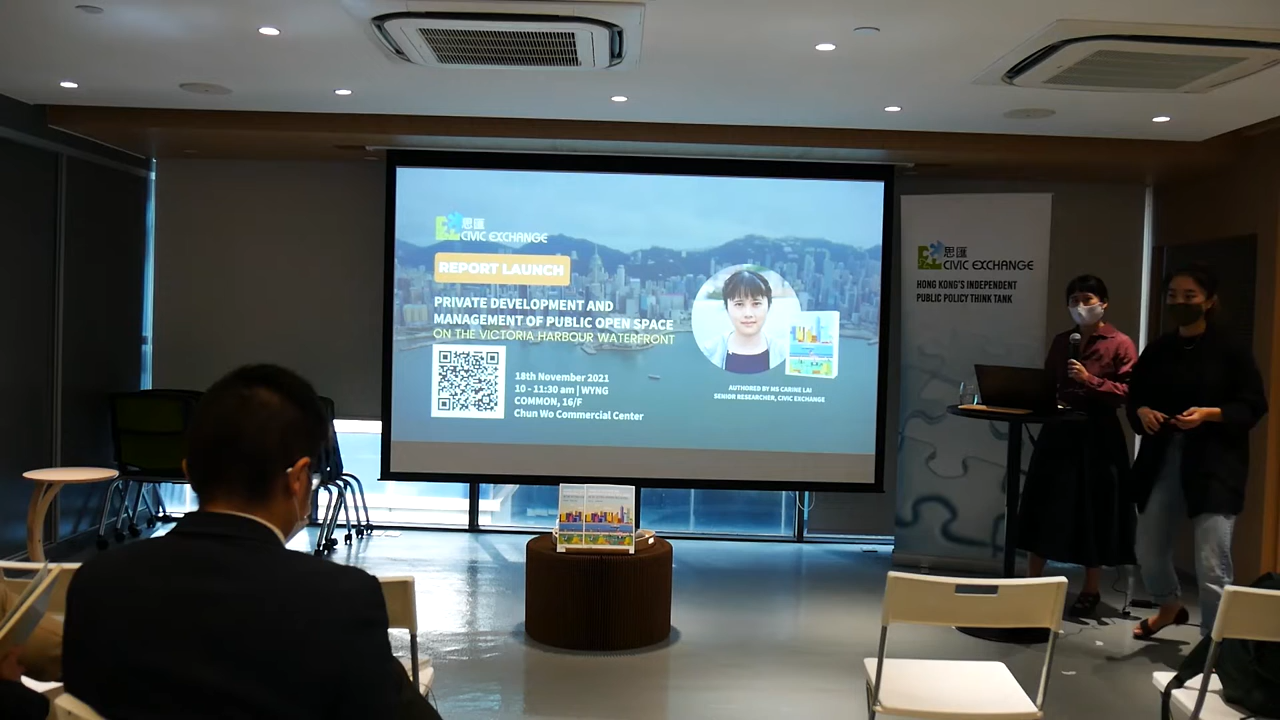 思匯
CIVIC EXCHANGE
REPORT LAUNCH
PRIVATE DEVELOPMENT AND
MANAGEMENT OF PUBLIC OPEN SPACE
ON THE VICTORIA HARBOUR WATERFRONT
18th November 2021
10 - 11:30 am | WYNG
COMMON, 16/F
Chun Wo Commercial Center
AUTHORED BY MS CARINE LAI
SENIOR RESEARCHER, CIVIC EXCHANGE
思匯
CIVIC EXCHANGE
HONG KONG'S INDEPENDENT
PUBLIC POLICY THINK TANK